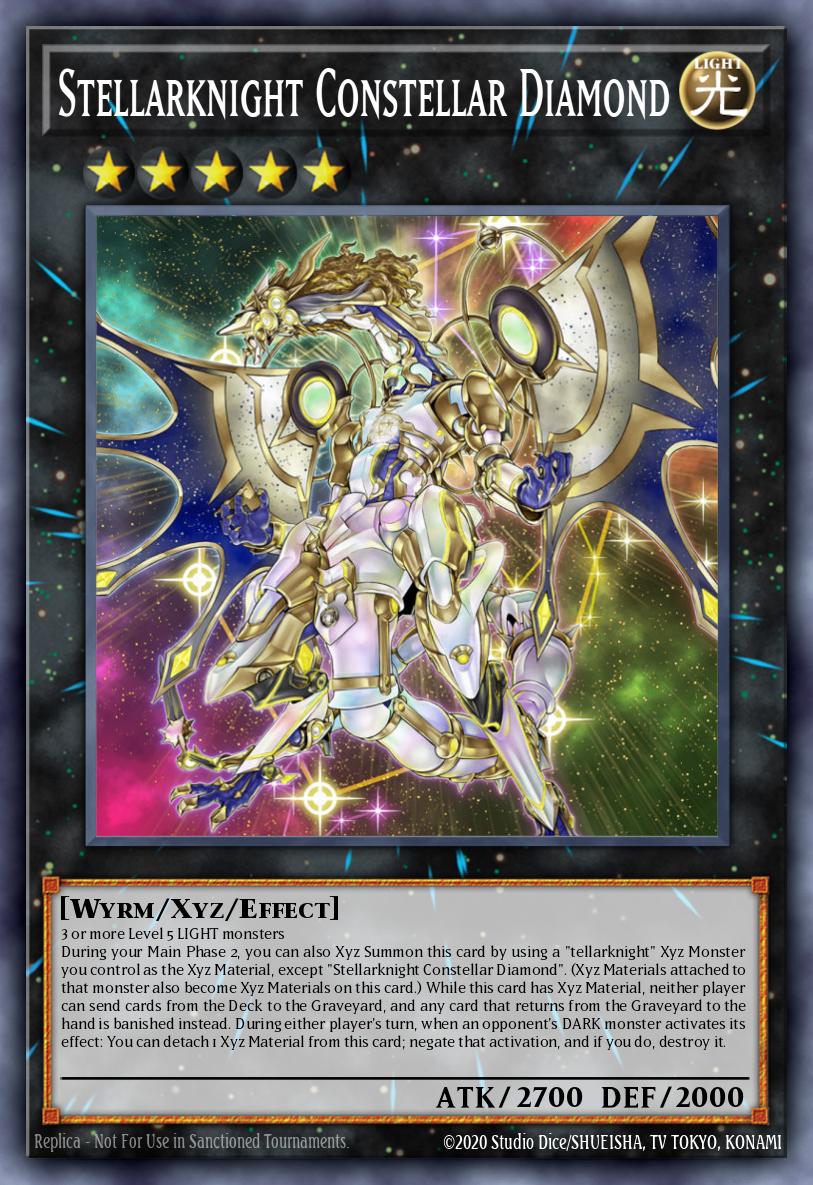 Stellarknight Constellar Diamond
LIGHT
光
[Wyrm/Xyz/Effect]
3 or more Level 5 LIGHT monsters
During your Main Phase 2, you can also Xyz Summon this card by using a "tellarknight" Xyz Monster
you control as the Xyz Material, except "Stellarknight Constellar Diamond". (Xyz Materials attached to
that monster also become Xyz Materials on this card.) While this card has Xyz Material, neither player
can send cards from the Deck to the Graveyard, and any card that returns from the Graveyard to the
hand is banished instead. During either player's turn, when an opponent's DARK monster activates its
effect: You can detach 1 Xyz Material from this card; negate that activation, and if you do, destroy it.
ATK/2700 DEF/2000
Replica - Not For Use in Sanctioned Tournaments.
©2020 Studio Dice/SHUEISHA, TV TOKYO, KONAMI